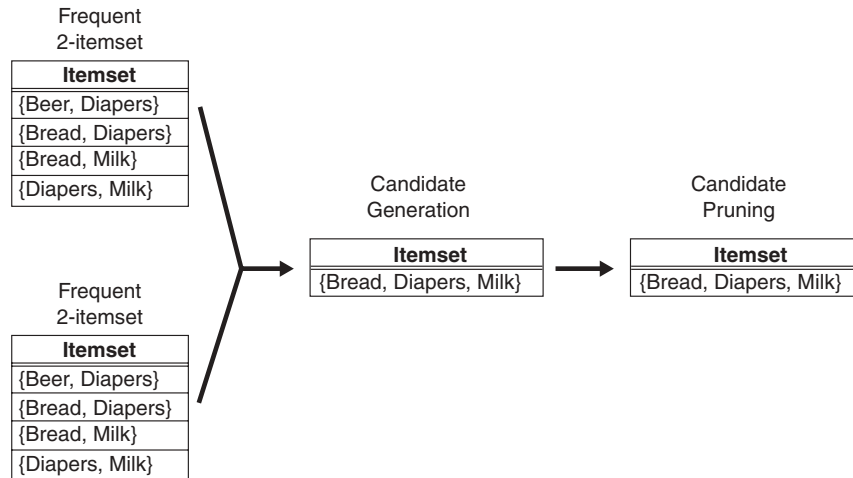 Frequent
2-itemset
Itemset
{Beer, Diapers}
{Bread, Diapers}
{Bread, Milk}
{Diapers, Milk}
Candidate
Generation
Itemset
{Bread, Diapers, Milk}
Candidate
Pruning
Itemset
{Bread, Diapers, Milk}
Frequent
2-itemset
Itemset
{Beer, Diapers}
{Bread, Diapers}
{Bread, Milk}
{Diapers, Milk}